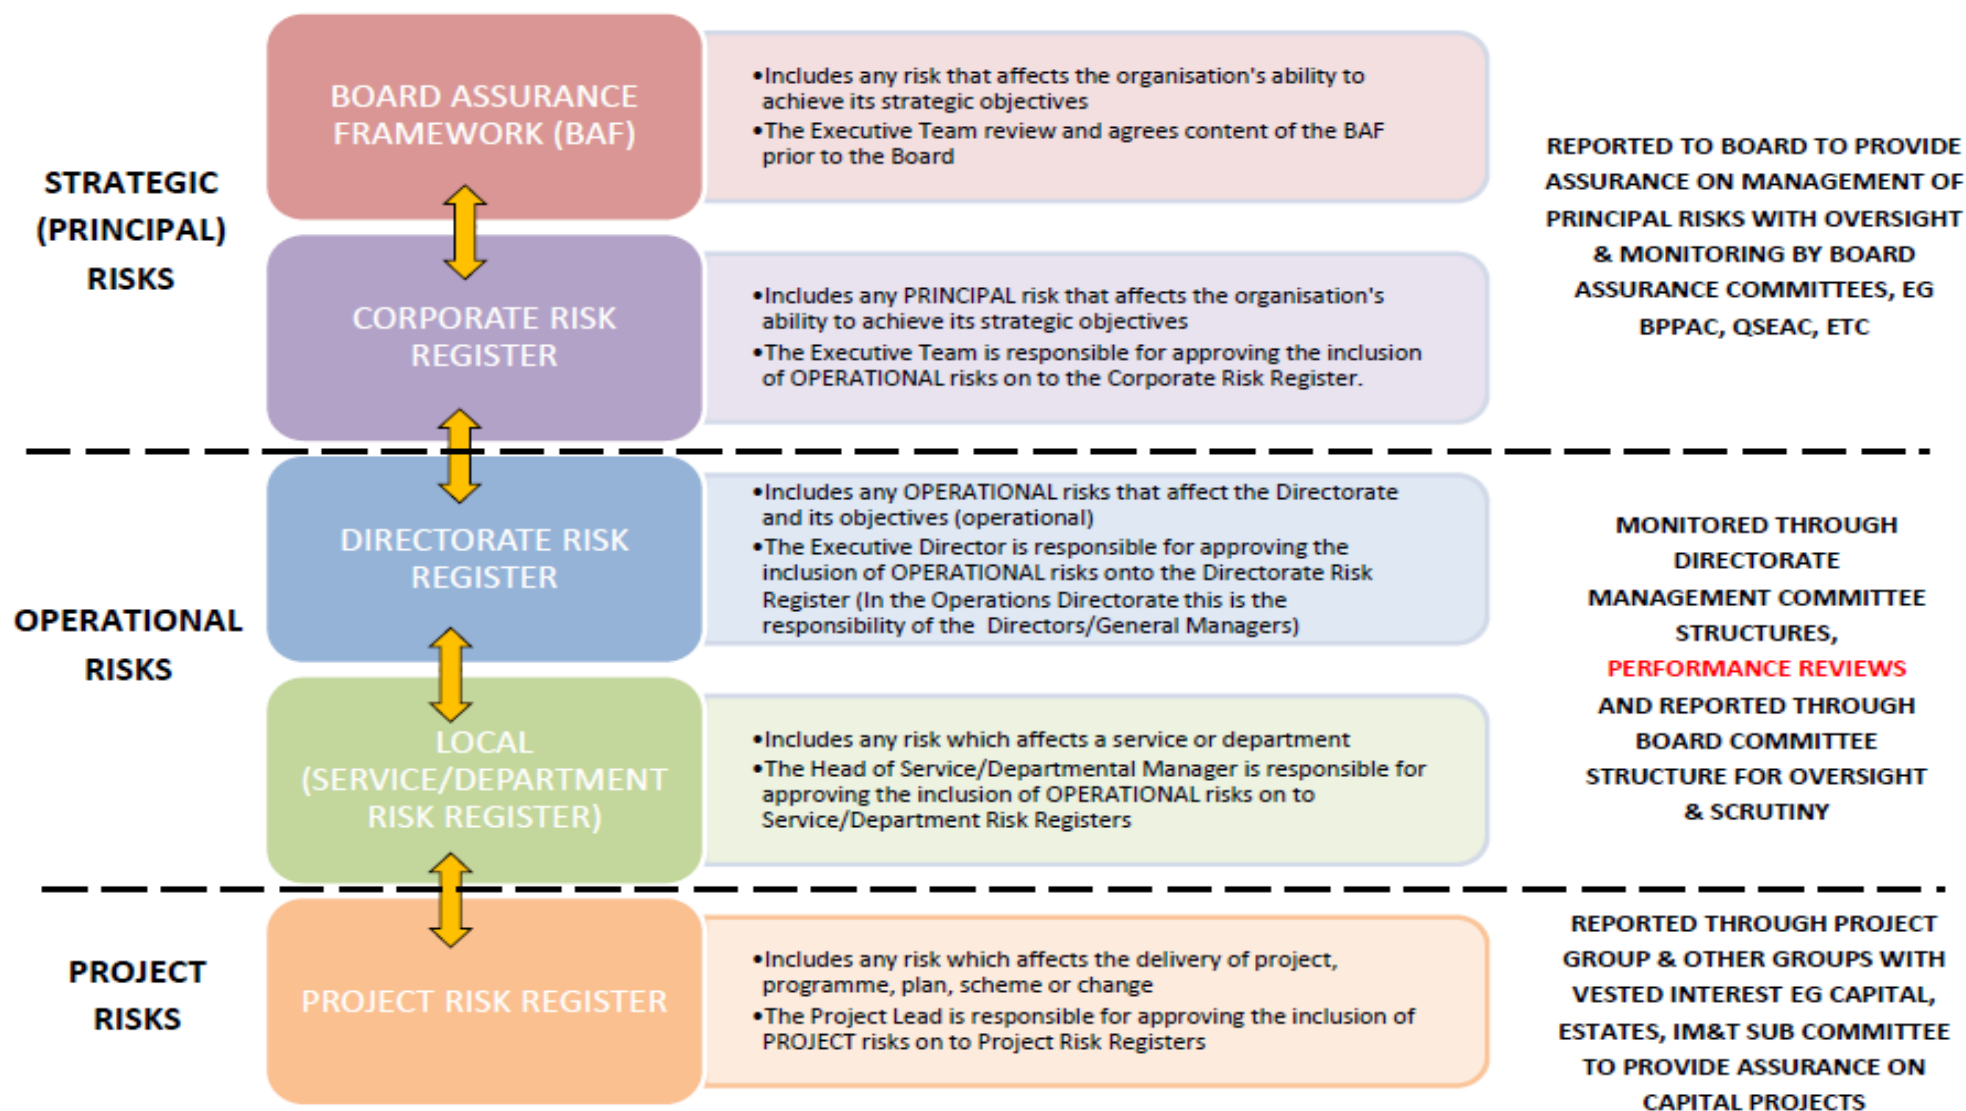 STRATEGIC
(PRINCIPAL)
RISKS
BOARD ASSURANCE
FRAMEWORK (BAF)
•Includes any risk that affects the organisation's ability to
achieve its strategic objectives
•The Executive Team review and agrees content of the BAF
prior to the Board
CORPORATE RISK
REGISTER
•Includes any PRINCIPAL risk that affects the organisation's
ability to achieve its strategic objectives
•The Executive Team is responsible for approving the inclusion
of OPERATIONAL risks on to the Corporate Risk Register.
REPORTED TO BOARD TO PROVIDE
ASSURANCE ON MANAGEMENT OF
PRINCIPAL RISKS WITH OVERSIGHT
& MONITORING BY BOARD
ASSURANCE COMMITTEES, EG
BPPAC, QSEAC, ETC
OPERATIONAL
RISKS
DIRECTORATE RISK
REGISTER
•Includes any OPERATIONAL risks that affect the Directorate
and its objectives (operational)
•The Executive Director is responsible for approving the
inclusion of OPERATIONAL risks onto the Directorate Risk
Register (In the Operations Directorate this is the
responsibility of the  Directors/General Managers)
LOCAL
(SERVICE/DEPARTMENT
RISK REGISTER)
•Includes any risk which affects a service or department
•The Head of Service/Departmental Manager is responsible for
approving the inclusion of OPERATIONAL risks on to
Service/Department Risk Registers
MONITORED THROUGH
DIRECTORATE
MANAGEMENT COMMITTEE
STRUCTURES,
PERFORMANCE REVIEWS
AND REPORTED THROUGH
BOARD COMMITTEE
STRUCTURE FOR OVERSIGHT
& SCRUTINY
PROJECT
RISKS
PROJECT RISK REGISTER
•Includes any risk which affects the delivery of project,
programme, plan, scheme or change
•The Project Lead is responsible for approving the inclusion of
PROJECT risks on to Project Risk Registers
REPORTED THROUGH PROJECT
GROUP & OTHER GROUPS WITH
VESTED INTEREST EG CAPITAL,
ESTATES, IM&T SUB COMMITTEE
TO PROVIDE ASSURANCE ON
CAPITAL PROJECTS